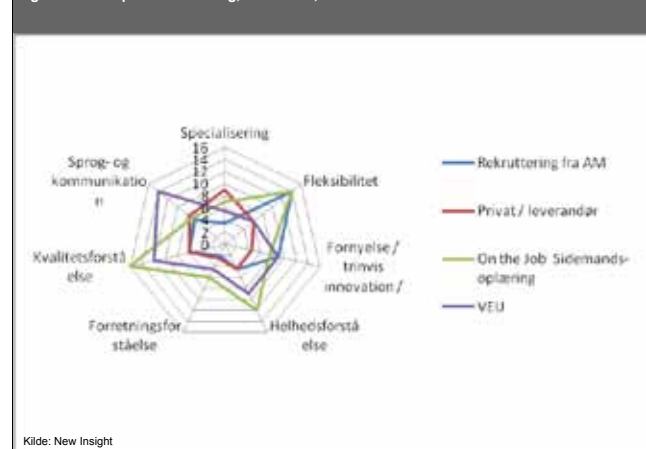 Specialisering
16
14
12
10
8
6
4
2
0
Fleksibilitet
Fornyelse /
trinvis
innovation /
Helhedsforstå
else
Forretningsfor
ståelse
Kvalitetsforstå
else
Sprog- og
kommunikatio
n
Rekruttering fra AM
Privat / leverandør
On the Job Sidemands-
oplæring
VEU
Kilde: New Insight